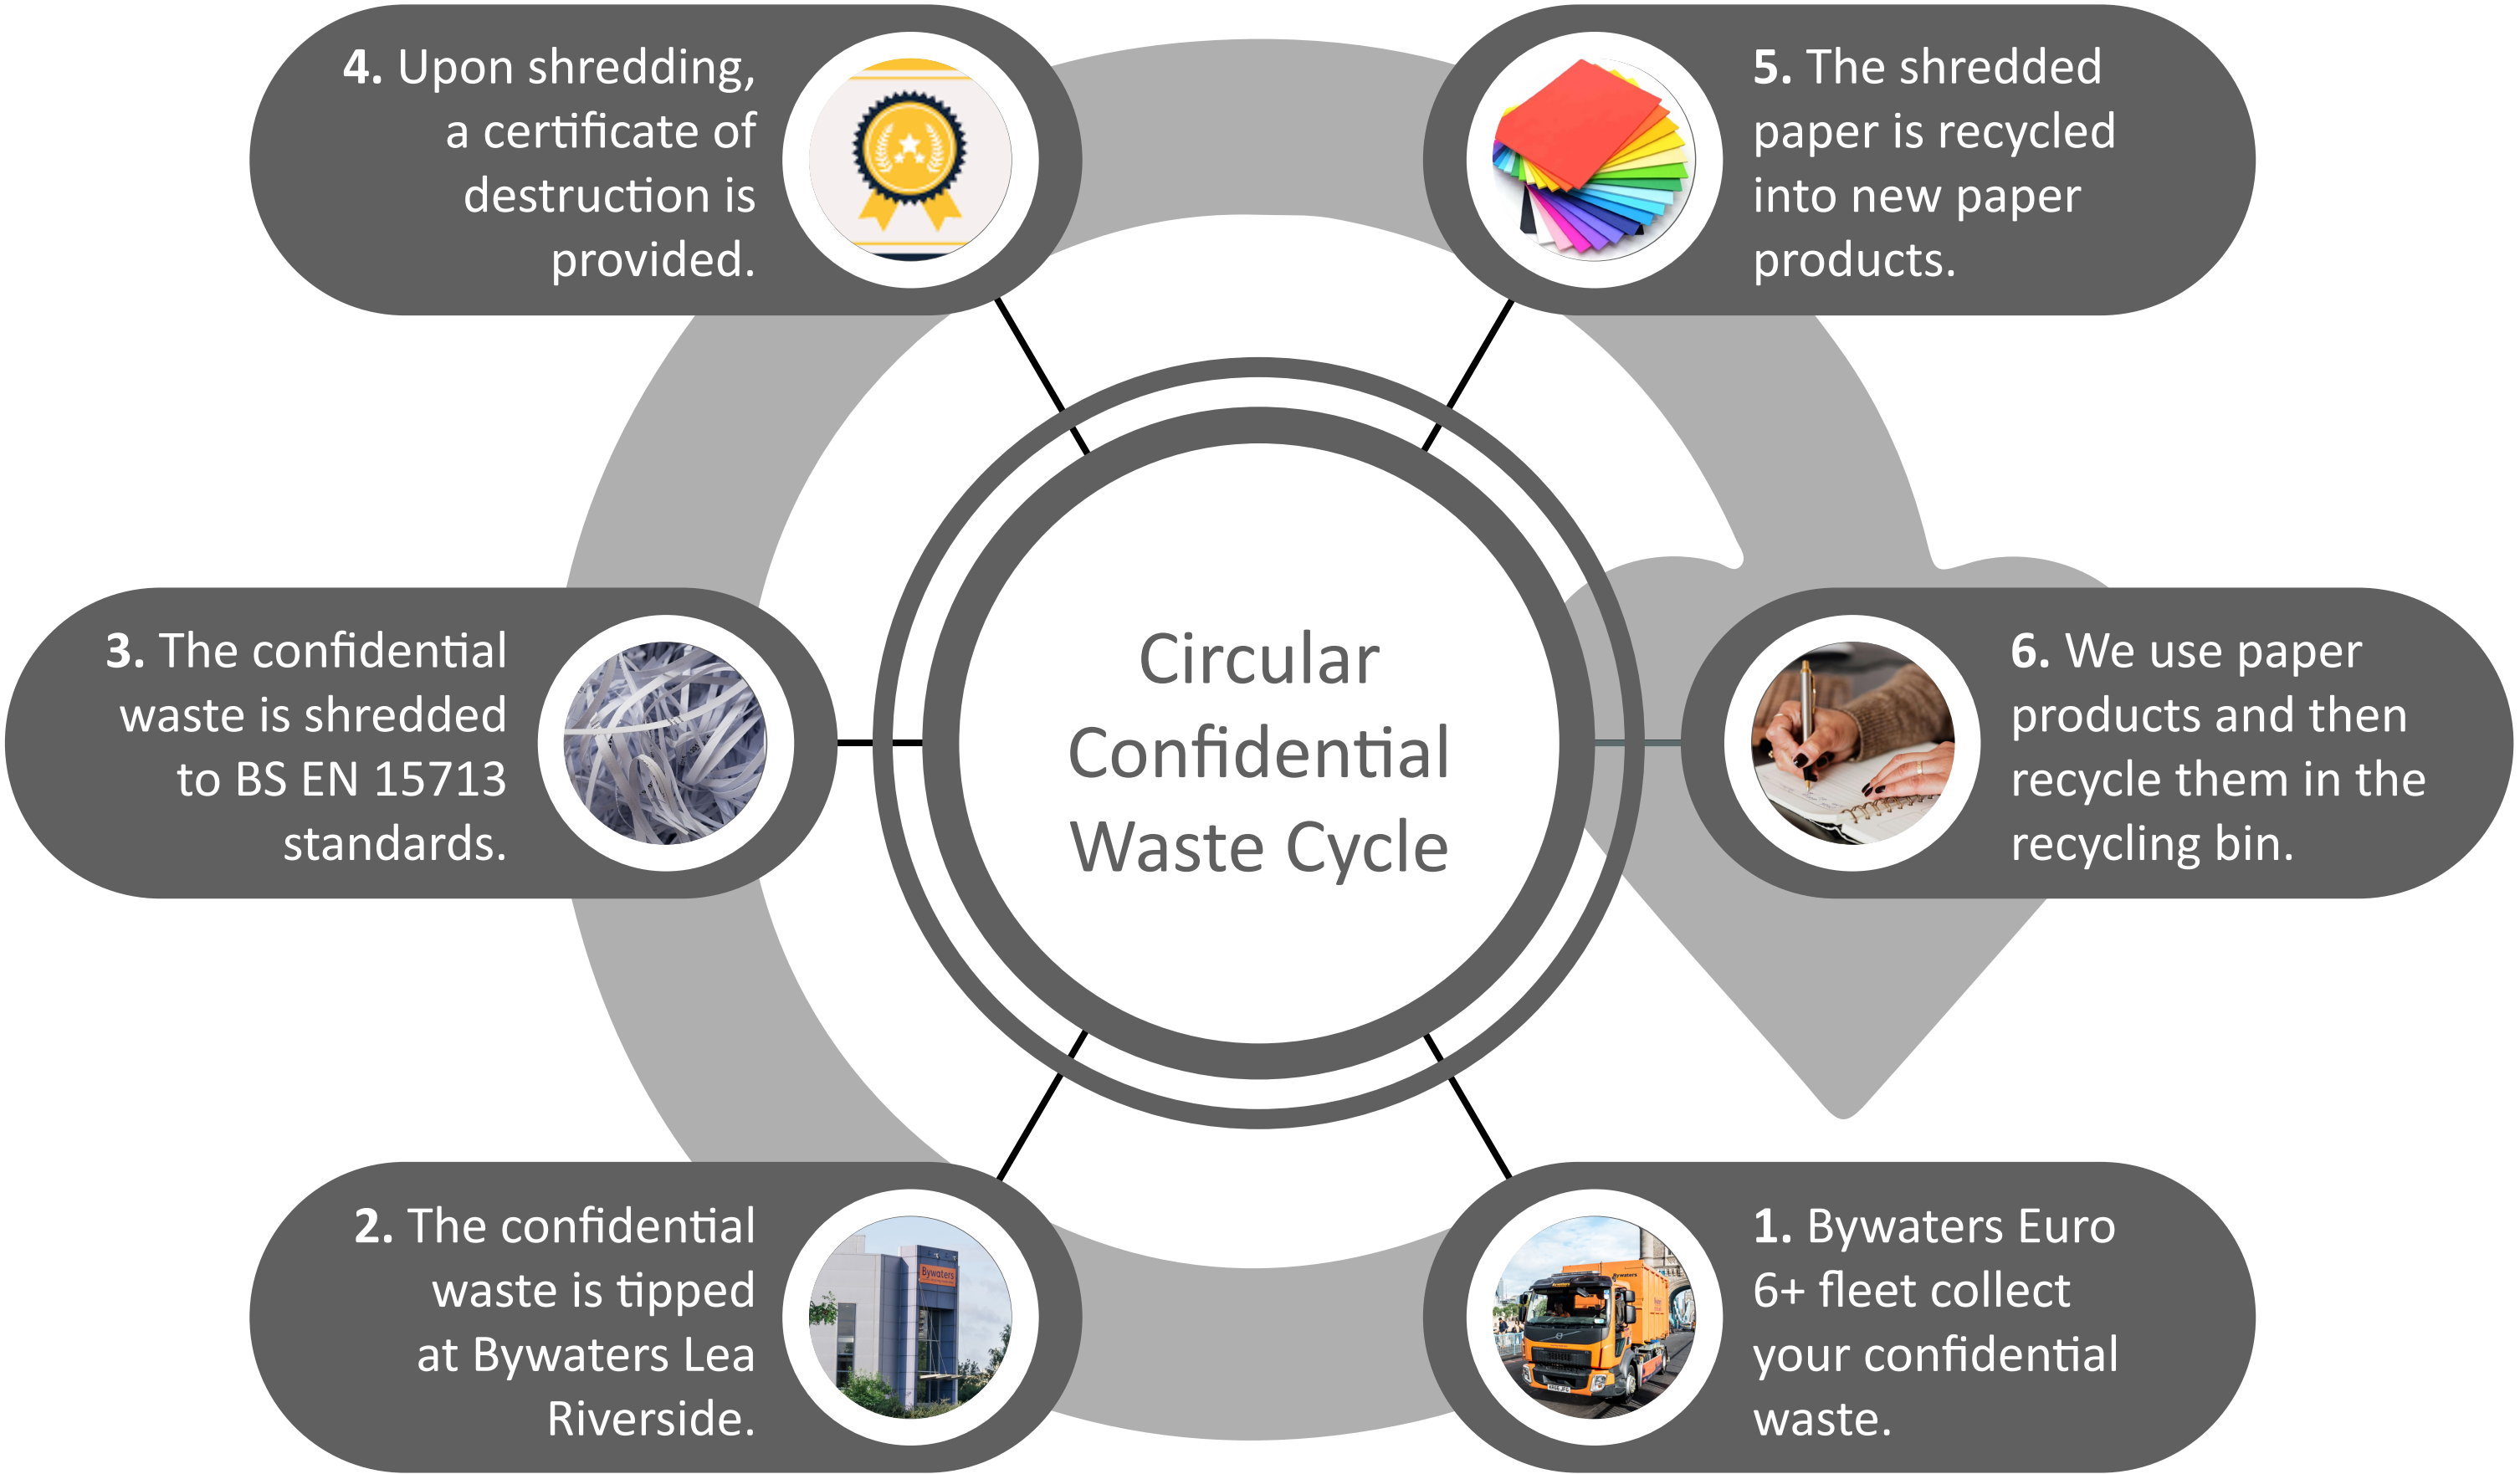 Circular
Confidential
Waste Cycle
1. Bywaters Euro
6+ fleet collect
your confidential
waste.
Bywaters
2. The confidential
waste is tipped
at Bywaters Lea
Riverside.
Bywaters
3. The confidential
waste is shredded
to BS EN 15713
standards.
4. Upon shredding,
a certificate of
destruction is
provided.
5. The shredded
paper is recycled
into new paper
products.
6. We use paper
products and then
recycle them in the
recycling bin.